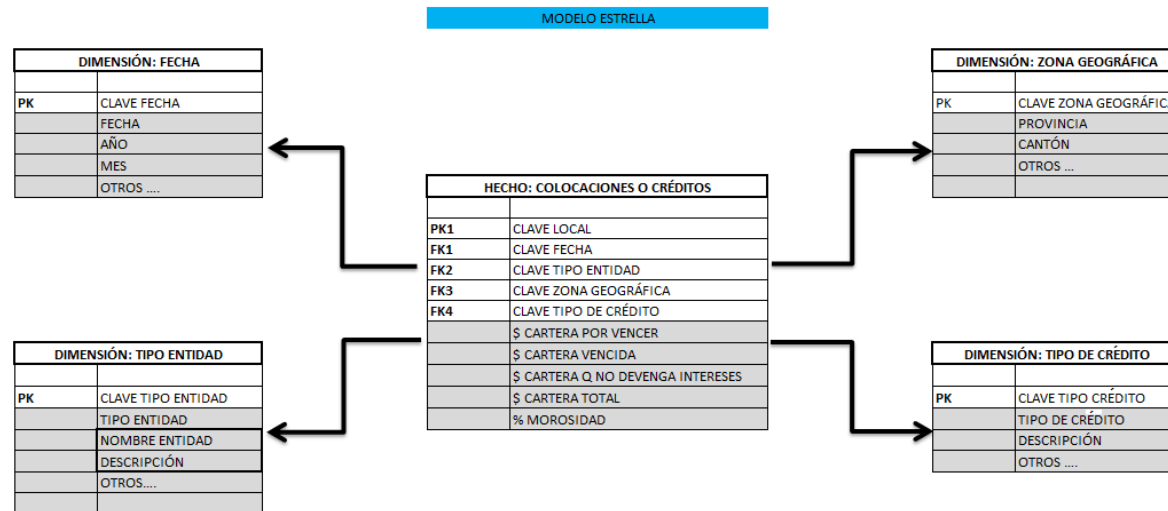 MODELO ESTRELLA
DIMENSIÓN: FECHA
PK CLAVE FECHA
FECHA
AÑO
MES
OTROS ....
DIMENSIÓN: ZONA GEOGRÁFICA
PK CLAVE ZONA GEOGRÁFIC
PROVINCIA
CANTÓN
OTROS ...
HECHO: COLOCACIONES O CRÉDITOS
PK1 CLAVE LOCAL
FK1 CLAVE FECHA
FK2 CLAVE TIPO ENTIDAD
FK3 CLAVE ZONA GEOGRÁFICA
FK4 CLAVE TIPO DE CRÉDITO
$ CARTERA POR VENCER
$ CARTERA VENCIDA
$ CARTERA Q NO DEVENGA INTERESES
$ CARTERA TOTAL
% MOROSIDAD
DIMENSIÓN: TIPO ENTIDAD
PK CLAVE TIPO ENTIDAD
TIPO ENTIDAD
NOMBRE ENTIDAD
DESCRIPCIÓN
OTROS....
DIMENSIÓN: TIPO DE CRÉDITO
PK CLAVE TIPO CRÉDITO
TIPO DE CRÉDITO
DESCRIPCIÓN
OTROS ....